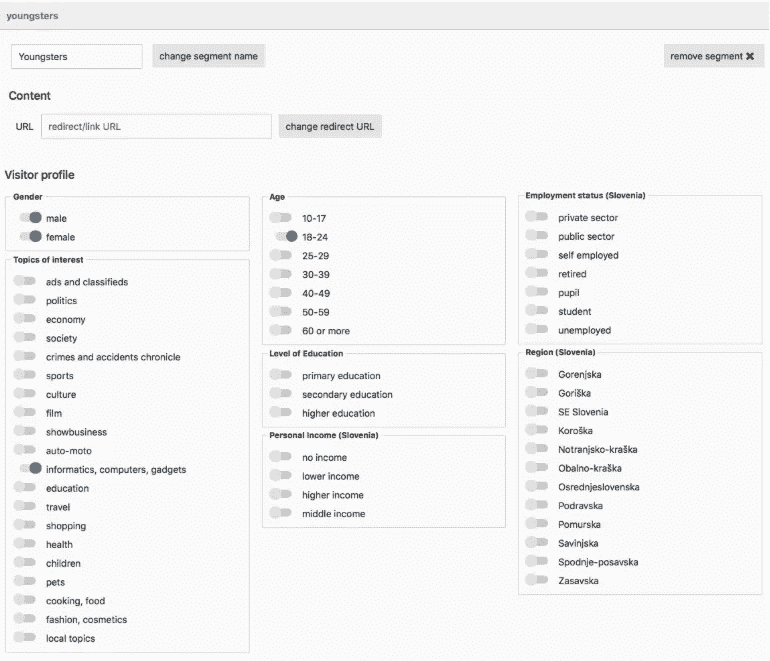 youngsters
Youngsters
change segment name
remove segment ✖
Content
URL
redirect/link URL
change redirect URL
Visitor profile
Gender
male
female
Topics of interest
ads and classifieds
politics
economy
society
crimes and accidents chronicle
sports
culture
film
showbusiness
auto-moto
informatics, computers, gadgets
education
travel
shopping
health
children
pets
cooking, food
fashion, cosmetics
local topics
Age
10-17
18-24
25-29
30-39
40-49
50-59
60 or more
Level of Education
primary education
secondary education
higher education
Personal income (Slovenia)
no income
lower income
higher income
middle income
Employment status (Slovenia)
private sector
public sector
self employed
retired
pupil
student
unemployed
Region (Slovenia)
Gorenjska
Goriška
SE Slovenia
Koroška
Notranjsko-kraška
Obalno-kraška
Osrednjeslovenska
Podravska
Pomurska
Savinjska
Spodnje-posavska
Zasavska